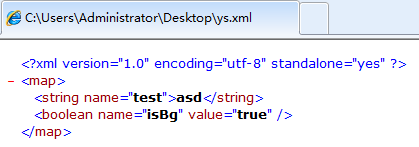 C:\Users\Administrator\Desktop\ys.xml
<?xml version="1.0" encoding="utf-8" standalone="yes" ?>
- <map>
<string name="test">asd</string>
<boolean name="isBg" value="true" />
</map>